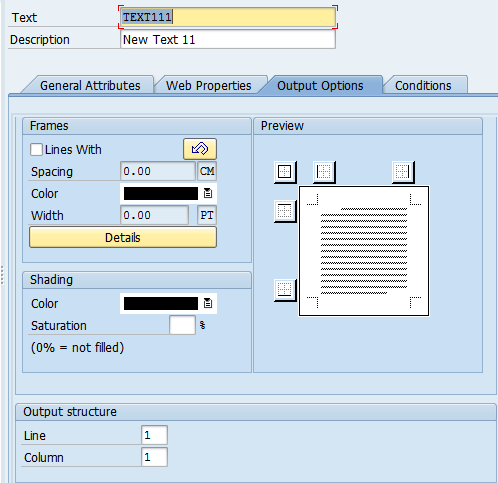 Text TEXT111
Description New Text 11
General Attributes Web Properties Output Options Conditions
Frames Preview
Lines With
Spacing 0.00 CM
Color
Width 0.00 PT
Details
Shading
Color
Saturation %
(0% = not filled)
Output structure
Line 1
Column 1